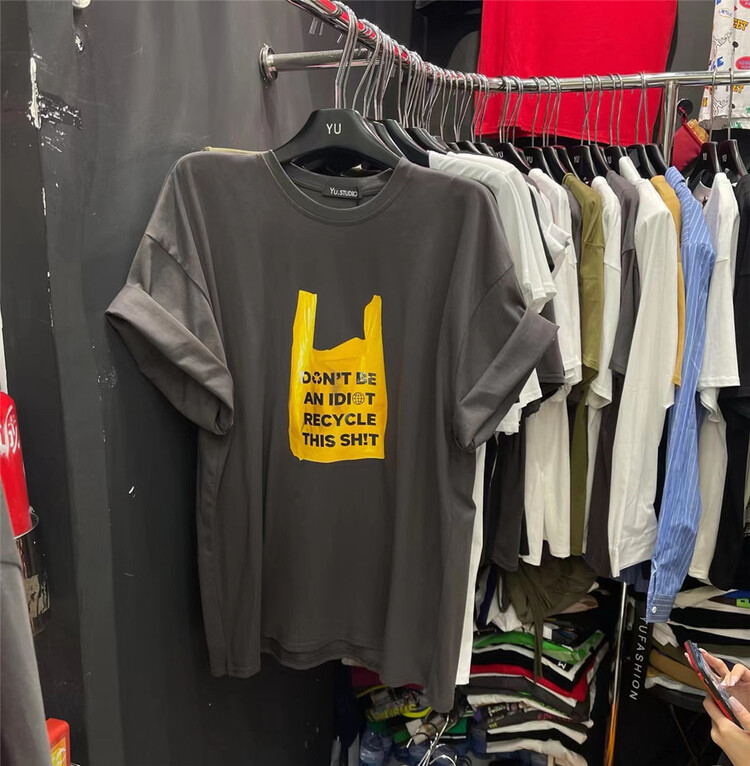 YU
YU.STUDIO
DON'T BE
AN IDIOT
RECYCLE
THIS SH!T
YUFASHION